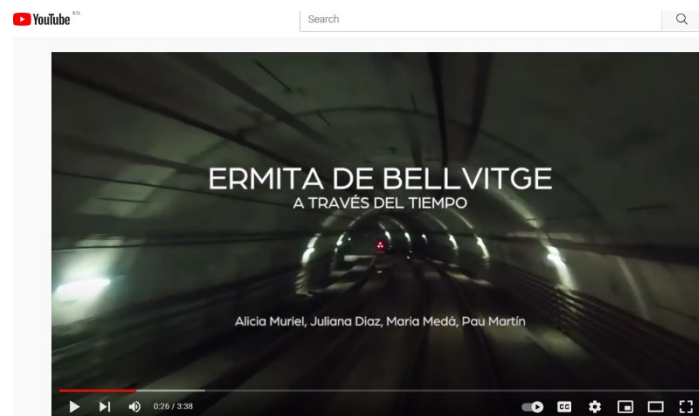 YouTube
Search
ERMITA DE BELLVITGE
A TRAVÉS DEL TIEMPO
Alicia Muriel, Juliana Diaz, Maria Medá, Pau Martín
0:26 / 3:38
CC